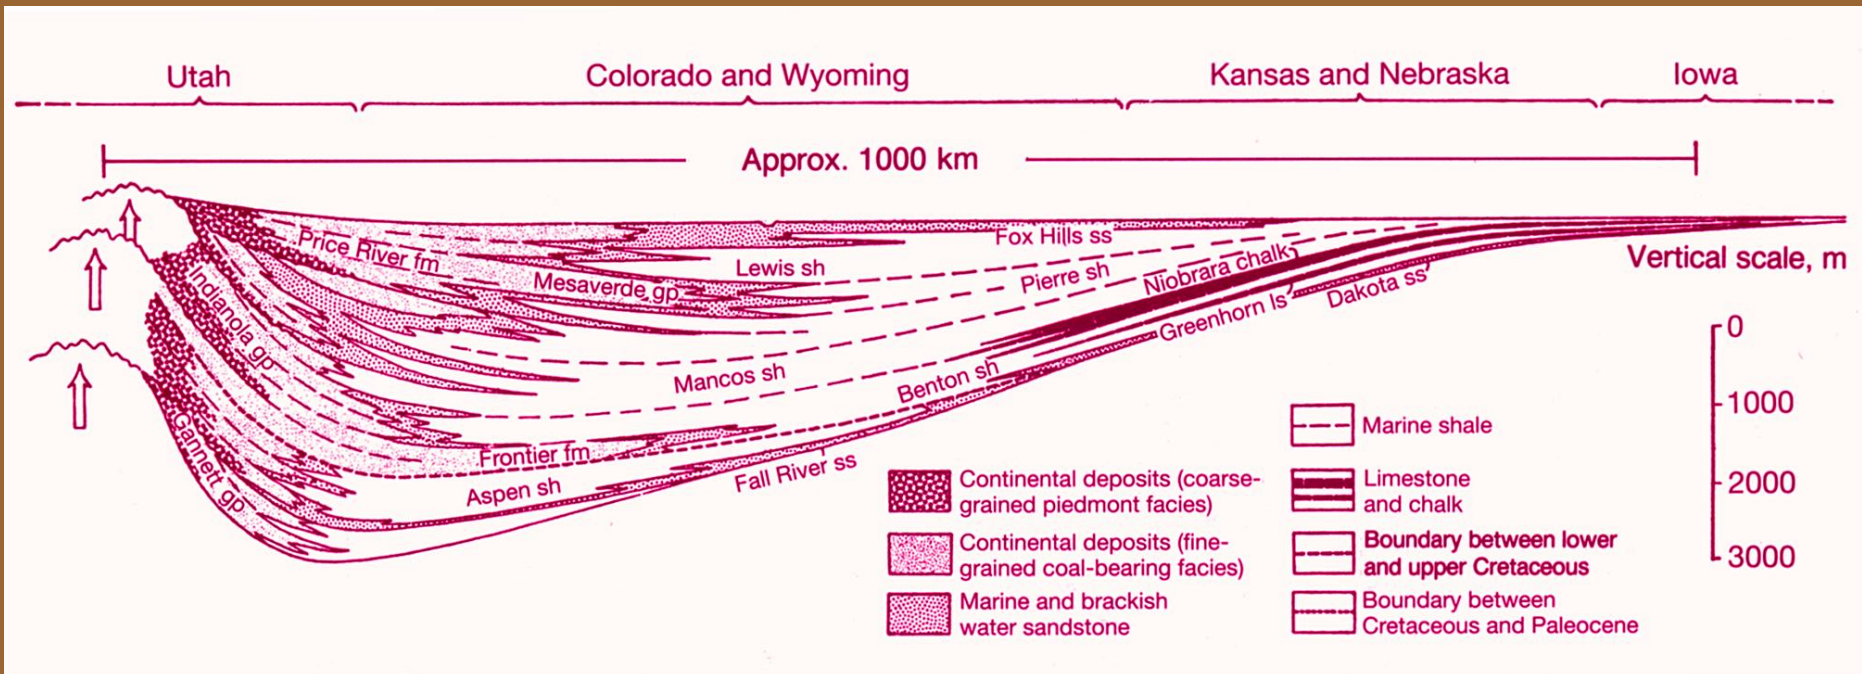 Utah
Colorado and Wyoming
Kansas and Nebraska
Iowa
Approx. 1000 km
Price River fm
Fox Hills ss
Lewis sh
Mesaverde gp
Pierre sh
Niobrara chalk
Indianola gp
Greenhorn ls
Dakota ss
Mancos sh
Benton sh
Frontier fm
Aspen sh
Fall River ss
Gannett gp
Vertical scale, m
0
1000
2000
3000
Continental deposits (coarse-
grained piedmont facies)
Continental deposits (fine-
grained coal-bearing facies)
Marine and brackish
water sandstone
Marine shale
Limestone
and chalk
Boundary between lower
and upper Cretaceous
Boundary between
Cretaceous and Paleocene